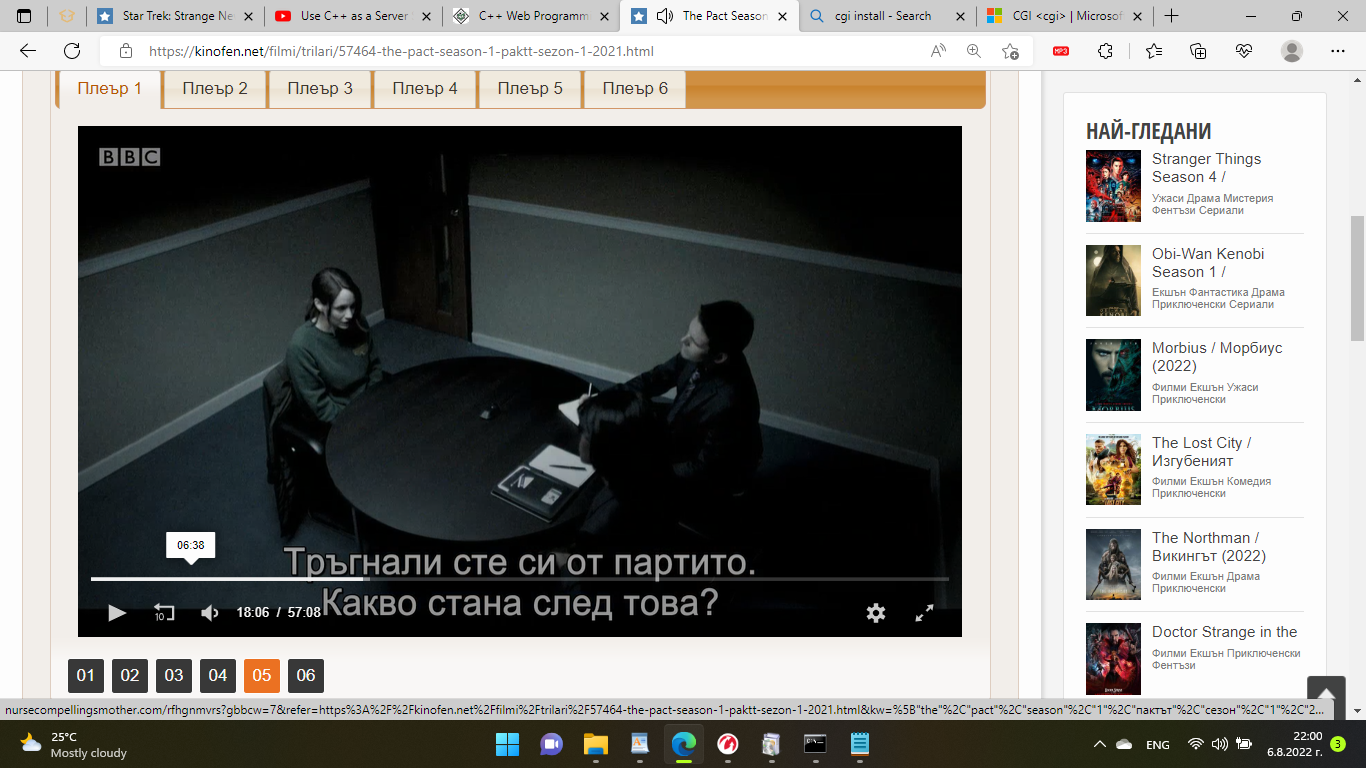 Star Trek: Strange Ne
Use C++ as a Server
C++ Web Programm
The Pact Season
cgi install - Search
CGI <cgi> | Microsof
https://kinofen.net/filmi/trilari/57464-the-pact-season-1-paktt-sezon-1-2021.html
MP3
Плеър 1
Плеър 2
Плеър 3
Плеър 4
Плеър 5
Плеър 6
BBC
06:38
Тръгнали сте си от партито.
Какво стана след това?
10
18:06 / 57:08
01
02
03
04
05
06
НАЙ-ГЛЕДАНИ
Stranger Things
Season 4 /
Ужаси Драма Мистерия
Фентъзи Сериали
Obi-Wan Kenobi
Season 1 /
Екшън Фантастика Драма
Приключенски Сериали
Morbius / Морбиус
(2022)
Филми Екшън Ужаси
Приключенски
The Lost City /
Изгубеният
Филми Екшън Комедия
Приключенски
The Northman /
Викингът (2022)
Филми Екшън Драма
Приключенски
Doctor Strange in the
Филми Екшън Приключенски
Фентъзи
nursecompellingsmother.com/rfhgnmvrs?gbbcw=7&refer=https%3A%2F%2Fkinofen.net%2Ffilmi%2Ftrilari%2F57464-the-pact-season-1-paktt-sezon-1-2021.html&kw=%5B"the"%2C"pact"%2C"season"%2C"1"%2C"пактът"%2C"сезон"%2C"1"%2C"2...
25°C
Mostly cloudy
ENG
22:00
6.8.2022 г.
3